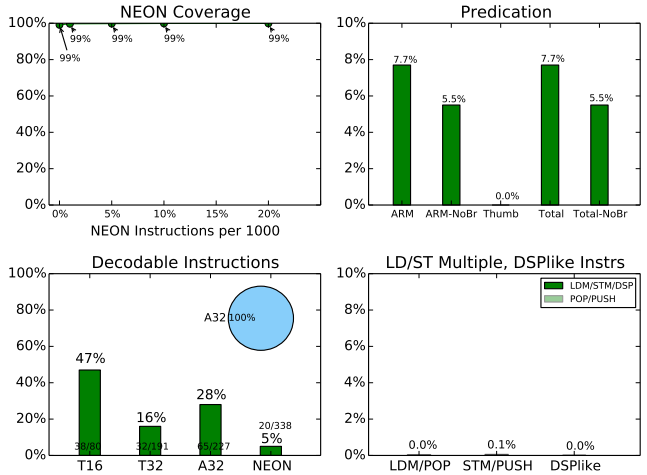 NEON Coverage
100%
80%
60%
40%
20%
0%
99%
99%
99%
99%
99%
0%
5%
10%
15%
20%
NEON Instructions per 1000
Predication
10%
8%
6%
4%
2%
0%
7.7%
5.5%
0.0%
7.7%
5.5%
ARM
ARM-NoBr
Thumb
Total
Total-NoBr
Decodable Instructions
100%
80%
60%
40%
20%
0%
A32
100%
47%
16%
28%
20/338
5%
38/80
32/191
65/227
T16
T32
A32
NEON
LD/ST Multiple, DSPlike Instrs
10%
8%
6%
4%
2%
0%
LDM/STM/DSP
POP/PUSH
0.0%
0.1%
0.0%
LDM/POP
STM/PUSH
DSPlike